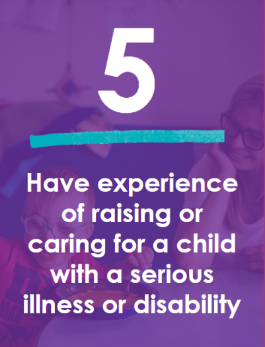 5
Have experience
of raising or
caring for a child
with a serious
illness or disability